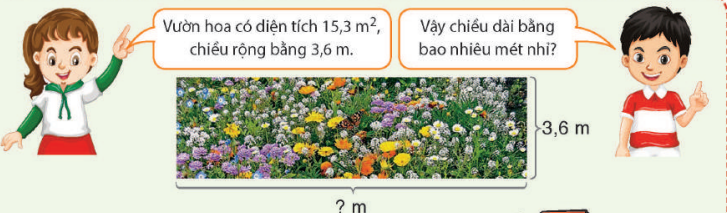 Vườn hoa có diện tích 15,3 m²,
chiều rộng bằng 3,6 m.
Vậy chiều dài bằng
bao nhiêu mét nhỉ?
3,6 m
? m